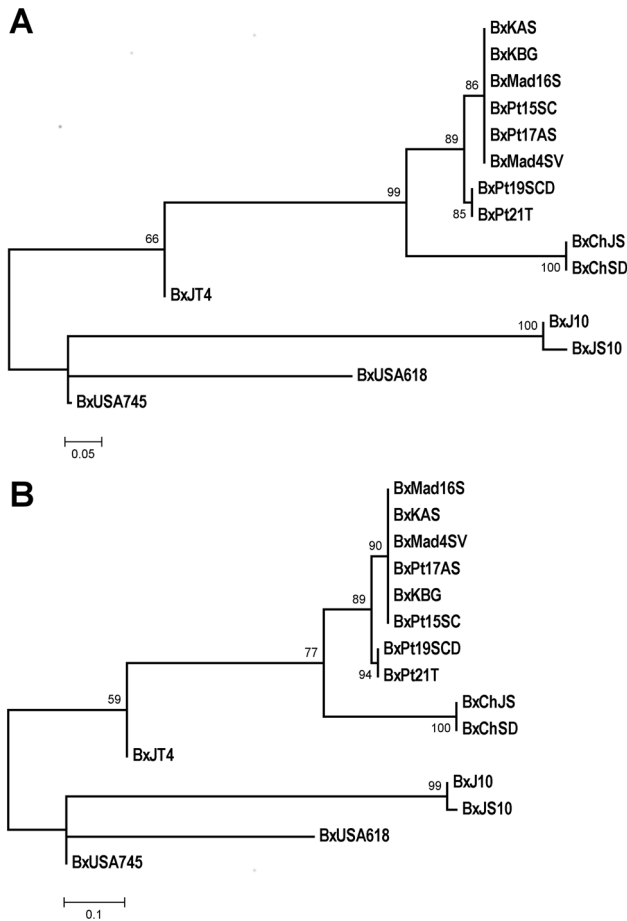 A
BxKAS
BxKBG
86
BxMad16S
BxPt15SC
BxPt17AS
89
BxMad4SV
99
BxPt19SCD
85
BxPt21T
66
BxChJS
100
BxChSD
BxJT4
100
BxJ10
BxJS10
BxUSA618
BxUSA745
0.05
B
BxMad16S
BxKAS
90
BxMad4SV
BxPt17AS
89
BxKBG
BxPt15SC
77
BxPt19SCD
94
BxPt21T
59
BxChJS
100
BxChSD
BxJT4
99
BxJ10
BxJS10
BxUSA618
BxUSA745
0.1